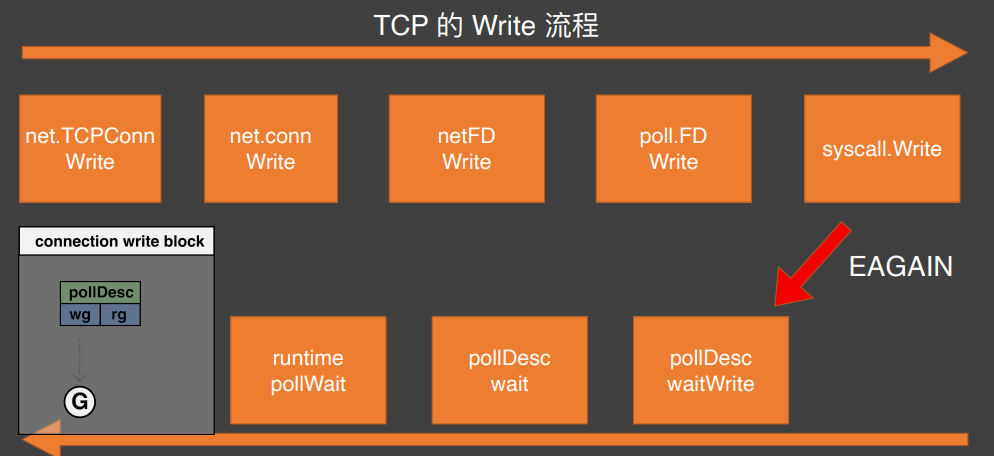 TCP 的 Write 流程
net.TCPConn
Write
net.conn
Write
netFD
Write
poll.FD
Write
syscall.Write
EAGAIN
connection write block
pollDesc
wg rg
G
runtime
pollWait
pollDesc
wait
pollDesc
waitWrite